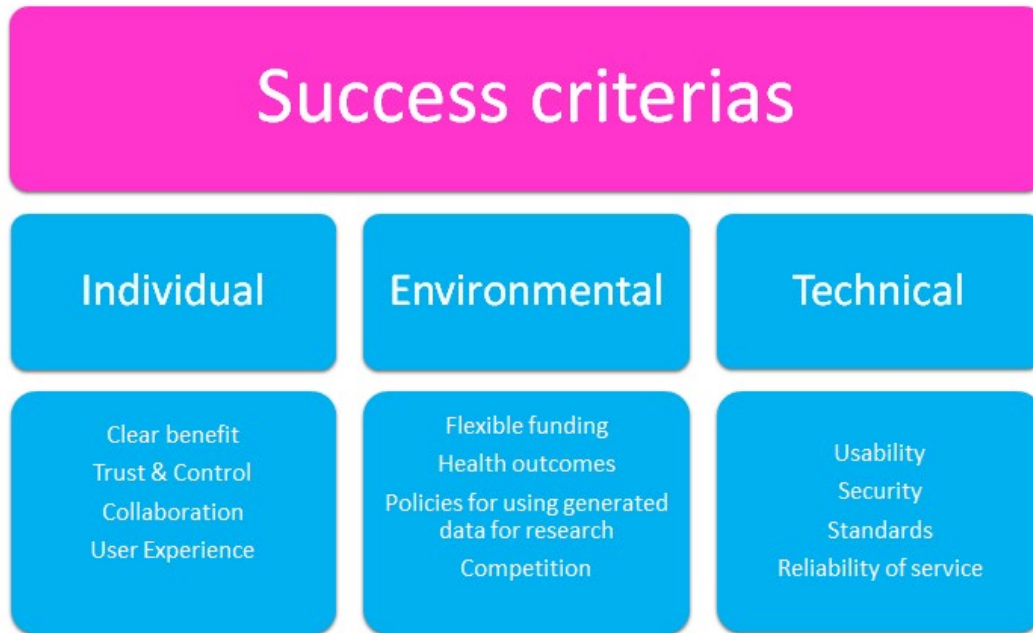 Success criterias
Individual
Environmental
Technical
Clear benefit
Trust & Control
Collaboration
User Experience
Flexible funding
Health outcomes
Policies for using generated
data for research
Competition
Usability
Security
Standards
Reliability of service